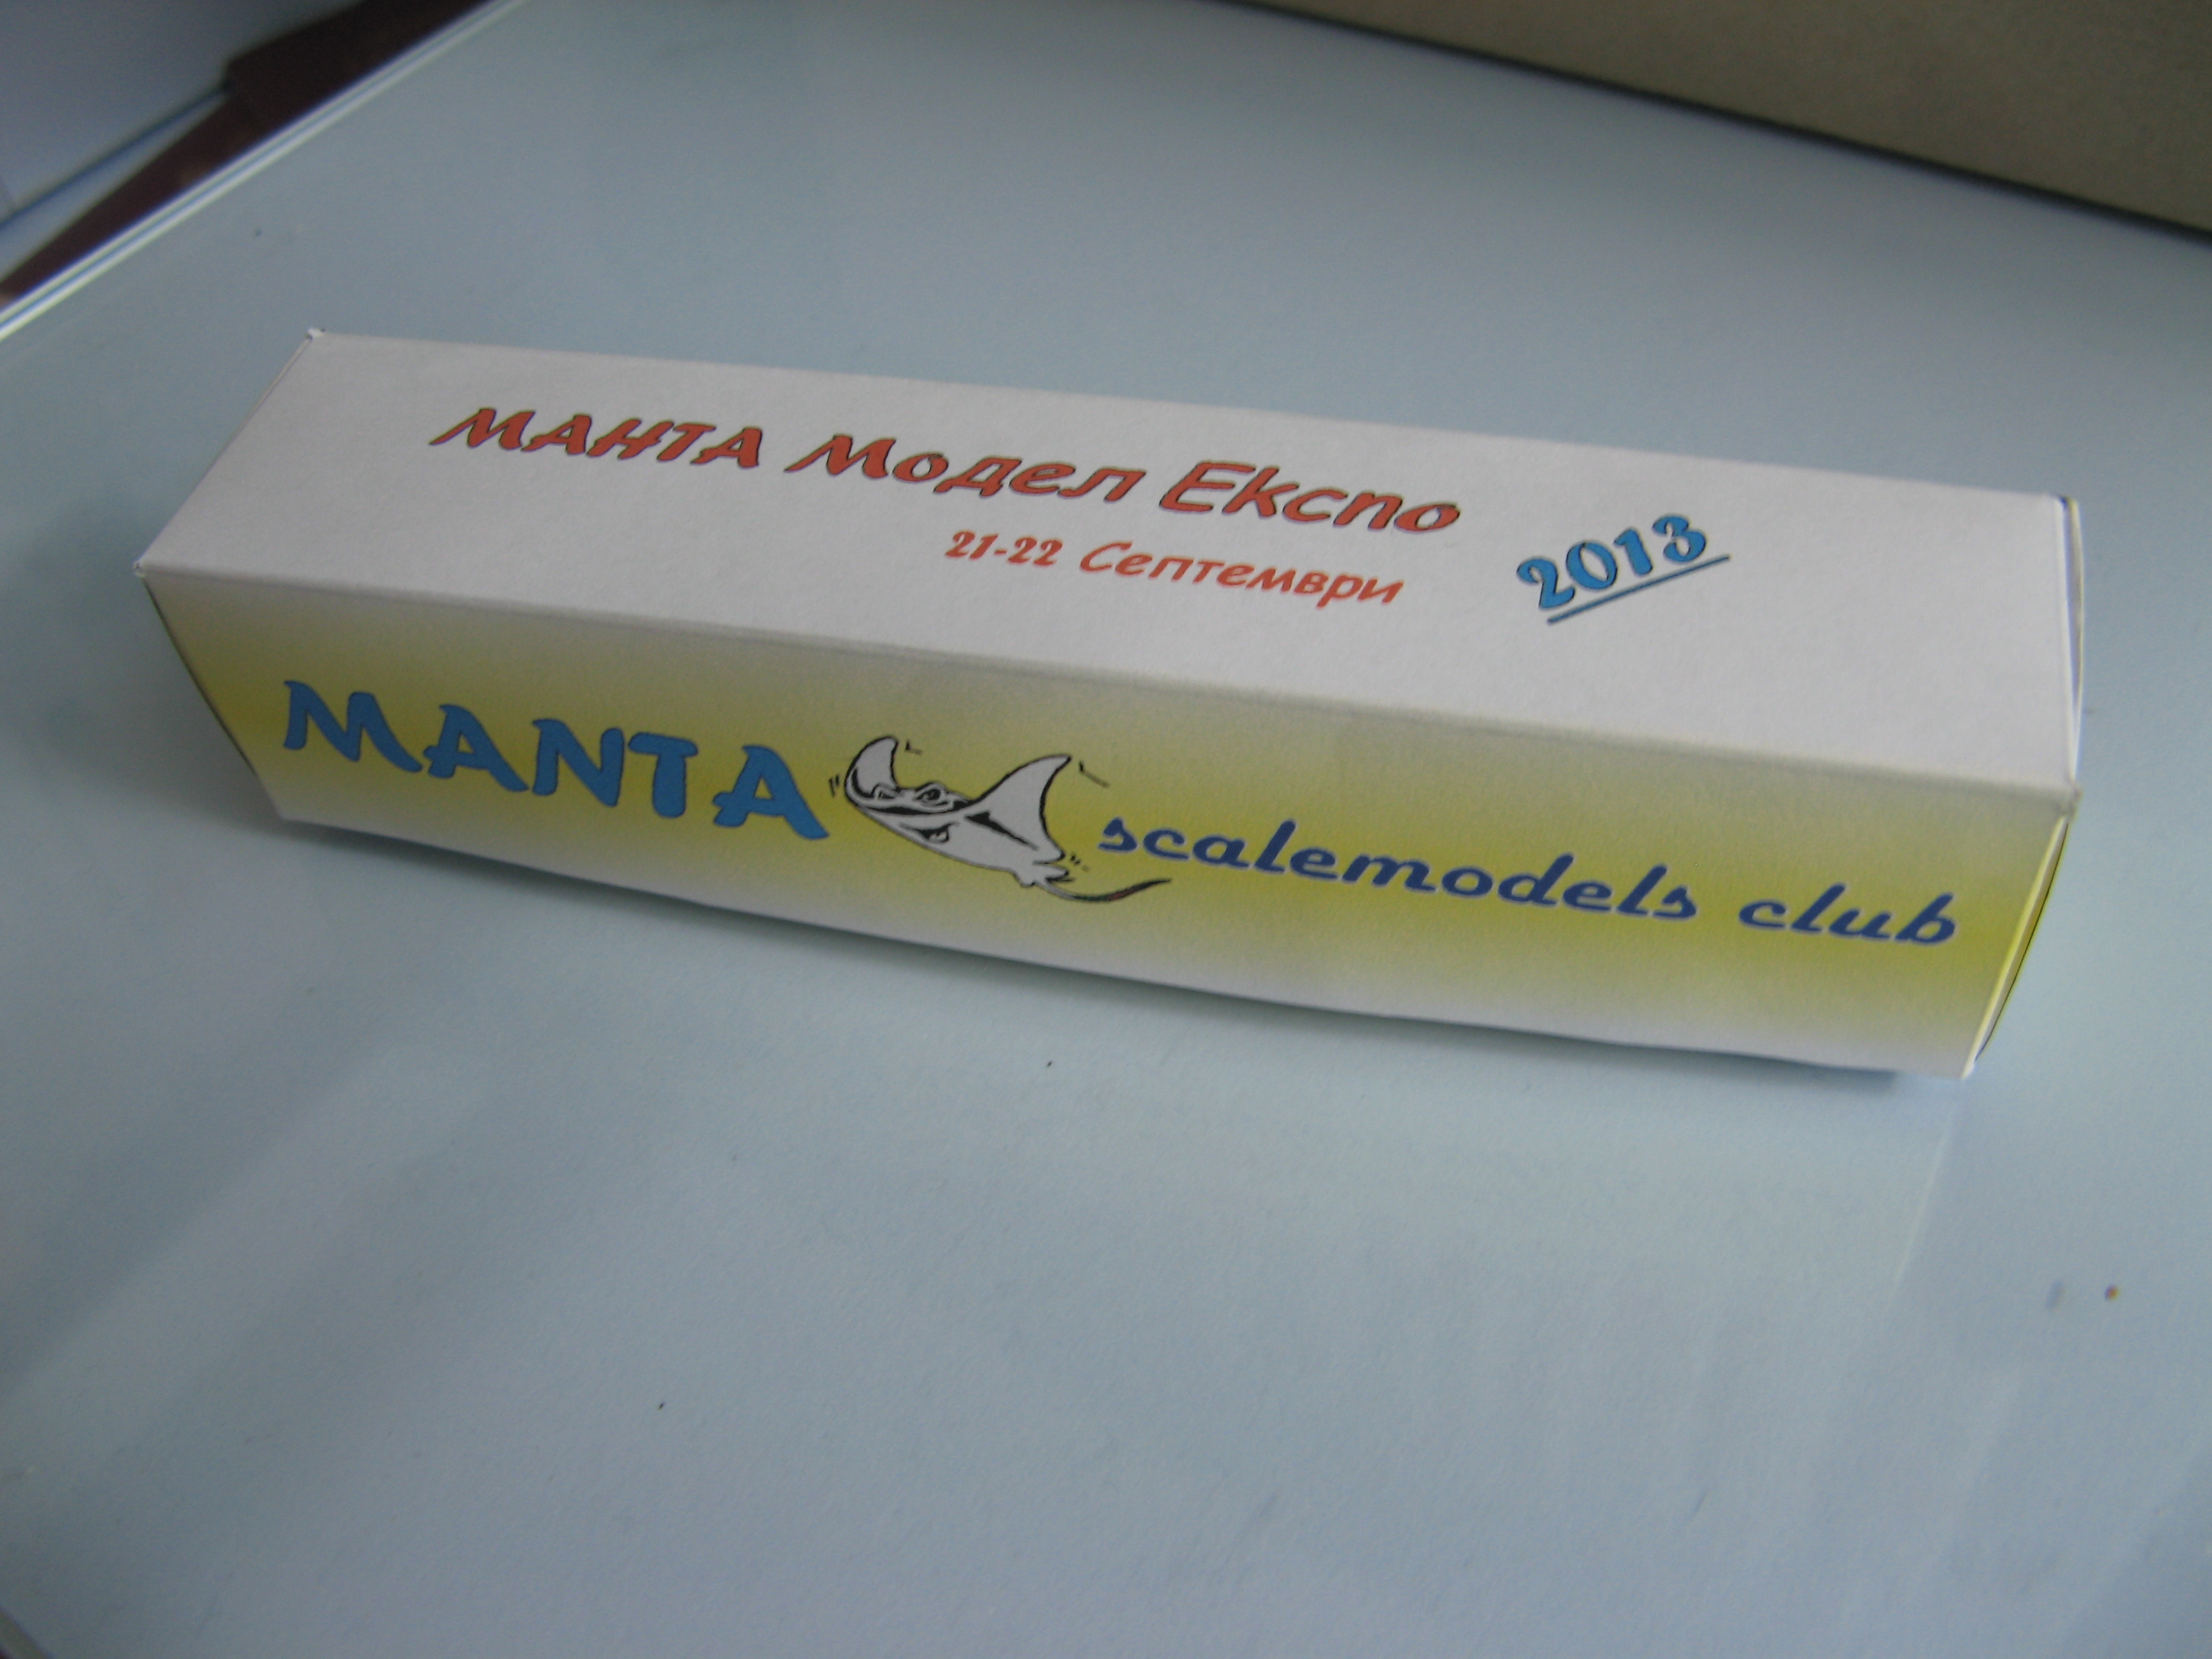 МАНТА Модел Експо
21-22 Септември
2013
MANTA scalemodels club